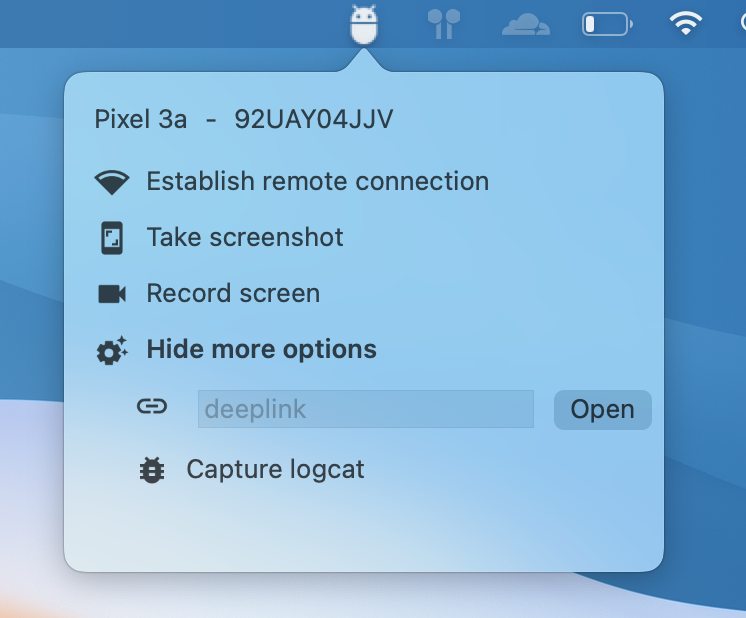 Pixel 3a - 92UAY04JJV
Establish remote connection
Take screenshot
Record screen
Hide more options
deeplink Open
Capture logcat